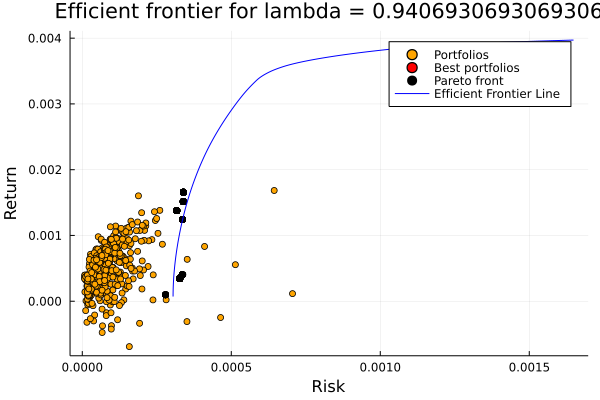 Efficient frontier for lambda = 0.9406930693069306
0.004
0.003
0.002
0.001
0.000
Return
Portfolios
Best portfolios
Pareto front
Efficient Frontier Line
0.0000
0.0005
0.0010
0.0015
Risk